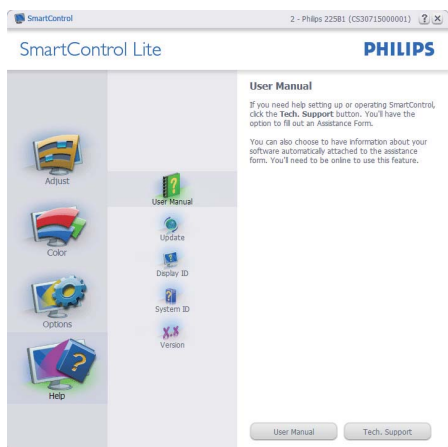 SmartControl
2 - Philips 225B1 (CS30715000001)
SmartControl Lite
PHILIPS
Adjust
Color
Options
Help
User Manual
Update
Display ID
System ID
X.X
Version
User Manual
If you need help setting up or operating SmartControl,
click the Tech. Support button. You'll have the
option to fill out an Assistance Form.
You can also choose to have information about your
software automatically attached to the assistance
form. You'll need to be online to use this feature.
User Manual
Tech. Support